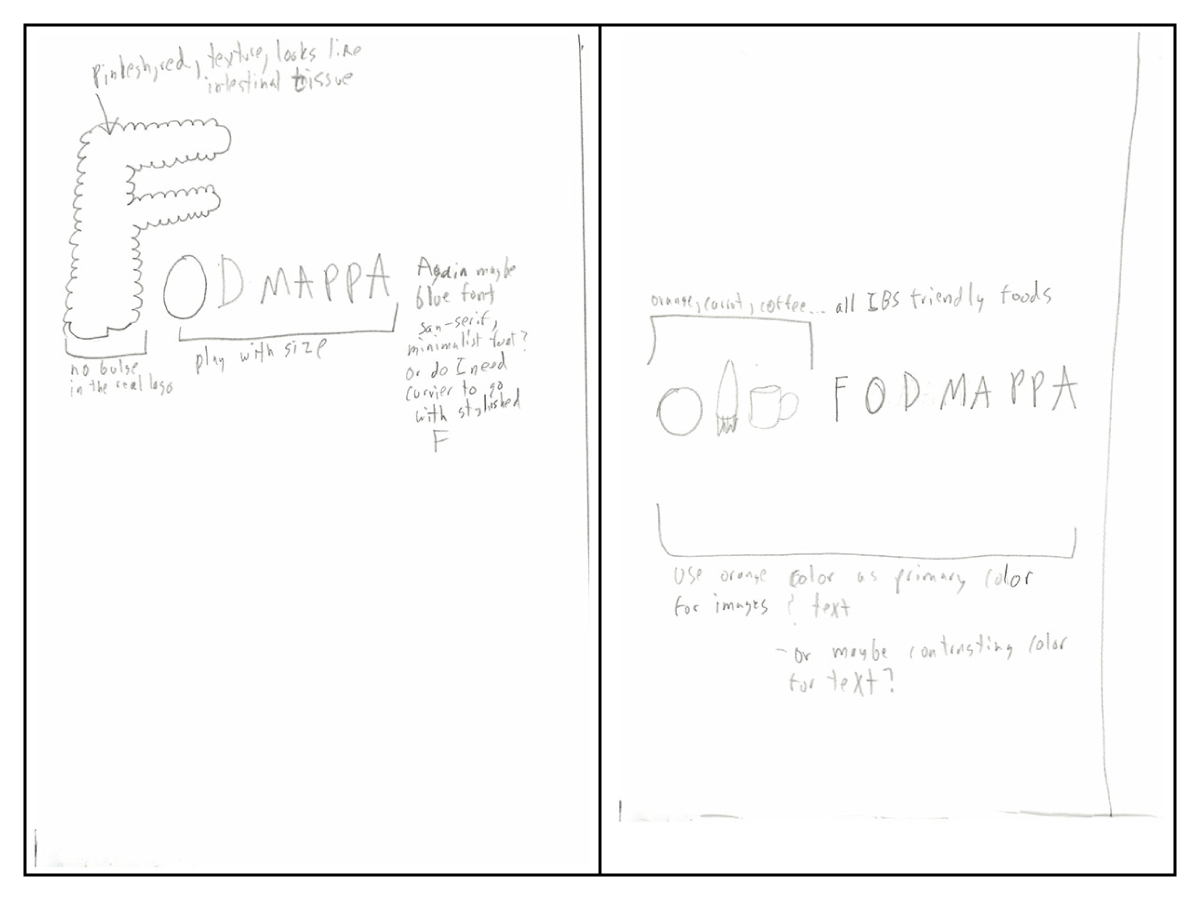 pinkish, red, texture, looks like
intestinal tissue
F
O D MAPPA
no bulge
in the real logo
play with size
Again maybe
blue font
san-serif,
minimalist font?
or do I need
curvier to go
with stylished
F
orange, carrot, coffee... all IBS friendly foods
F O D MAPPA
Use orange color as primary color
for images & text
- or maybe contrasting color
for text?